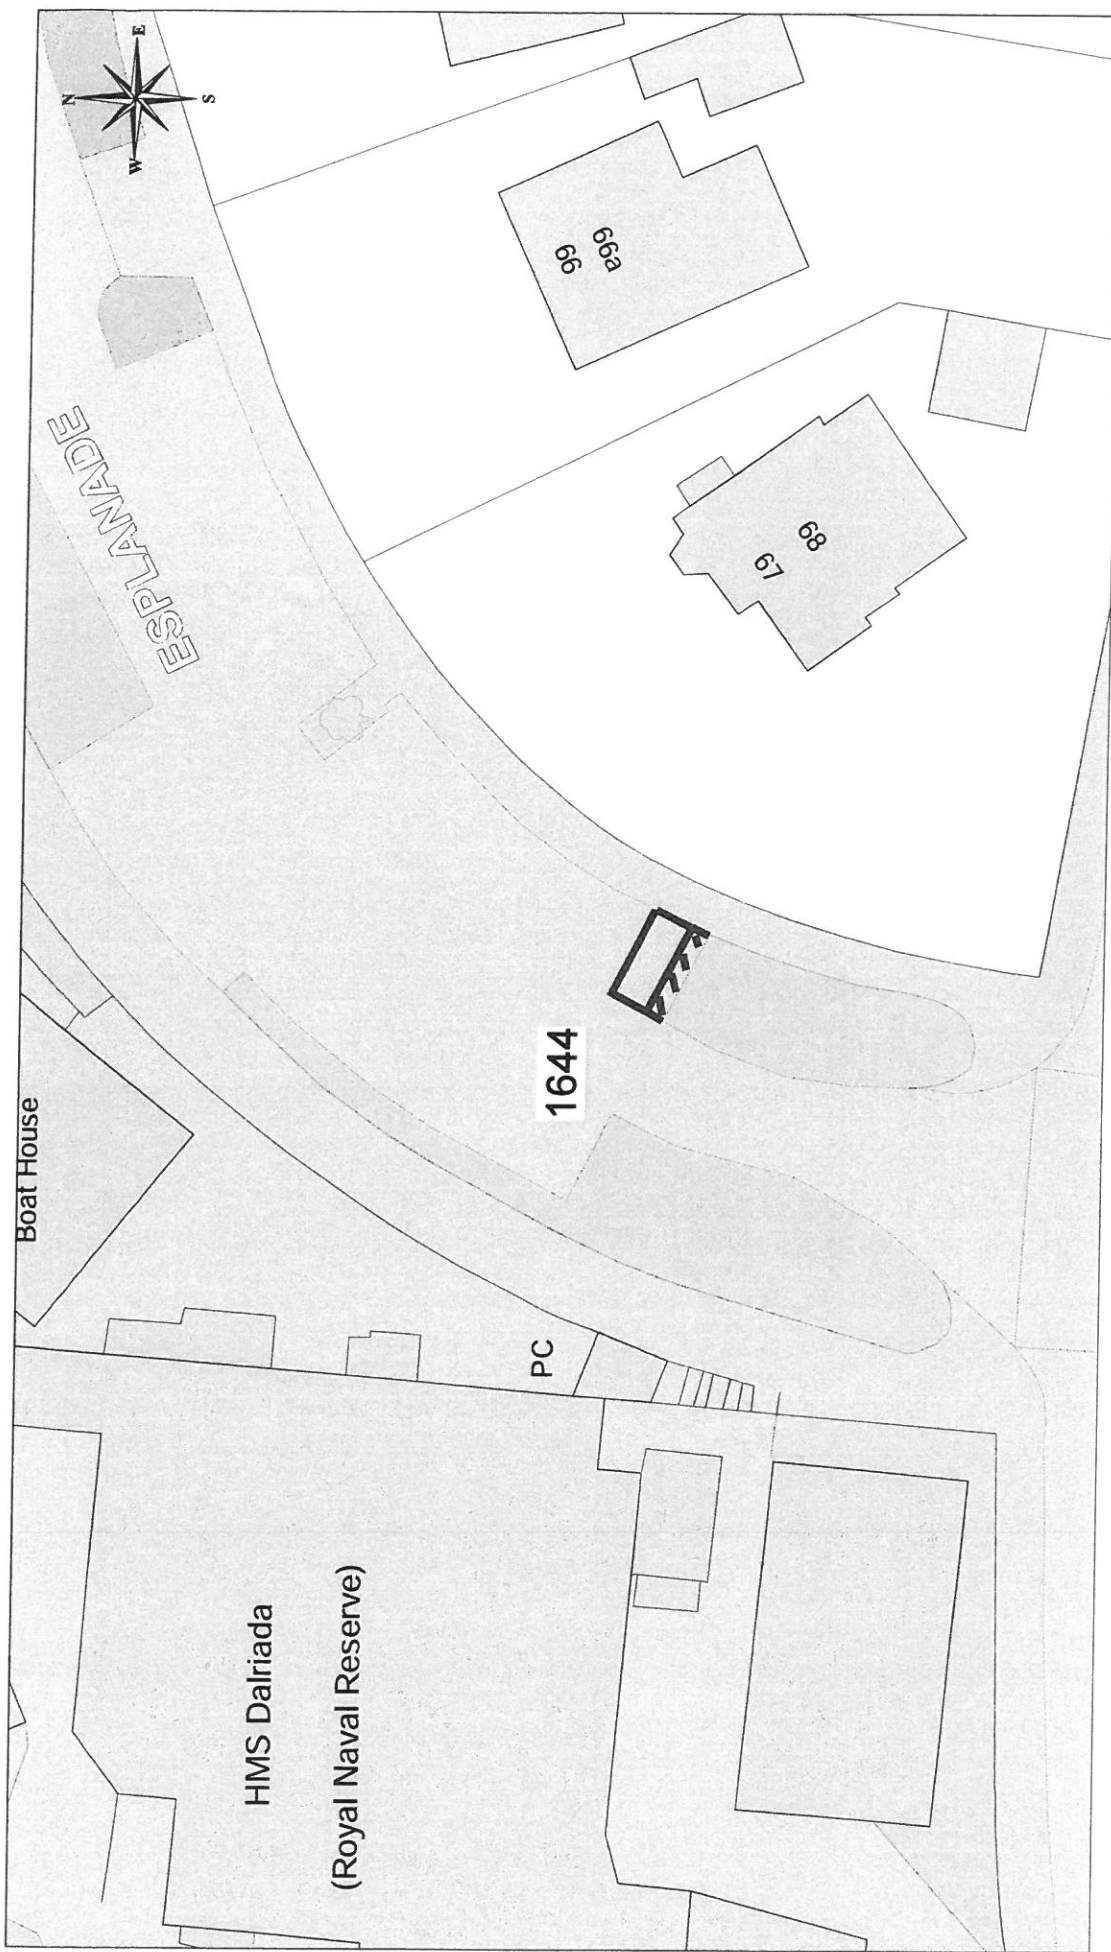 N
E
S
W
ESPLANADE
66
66a
67
68
1644
Boat House
PC
HMS Dalriada
(Royal Naval Reserve)